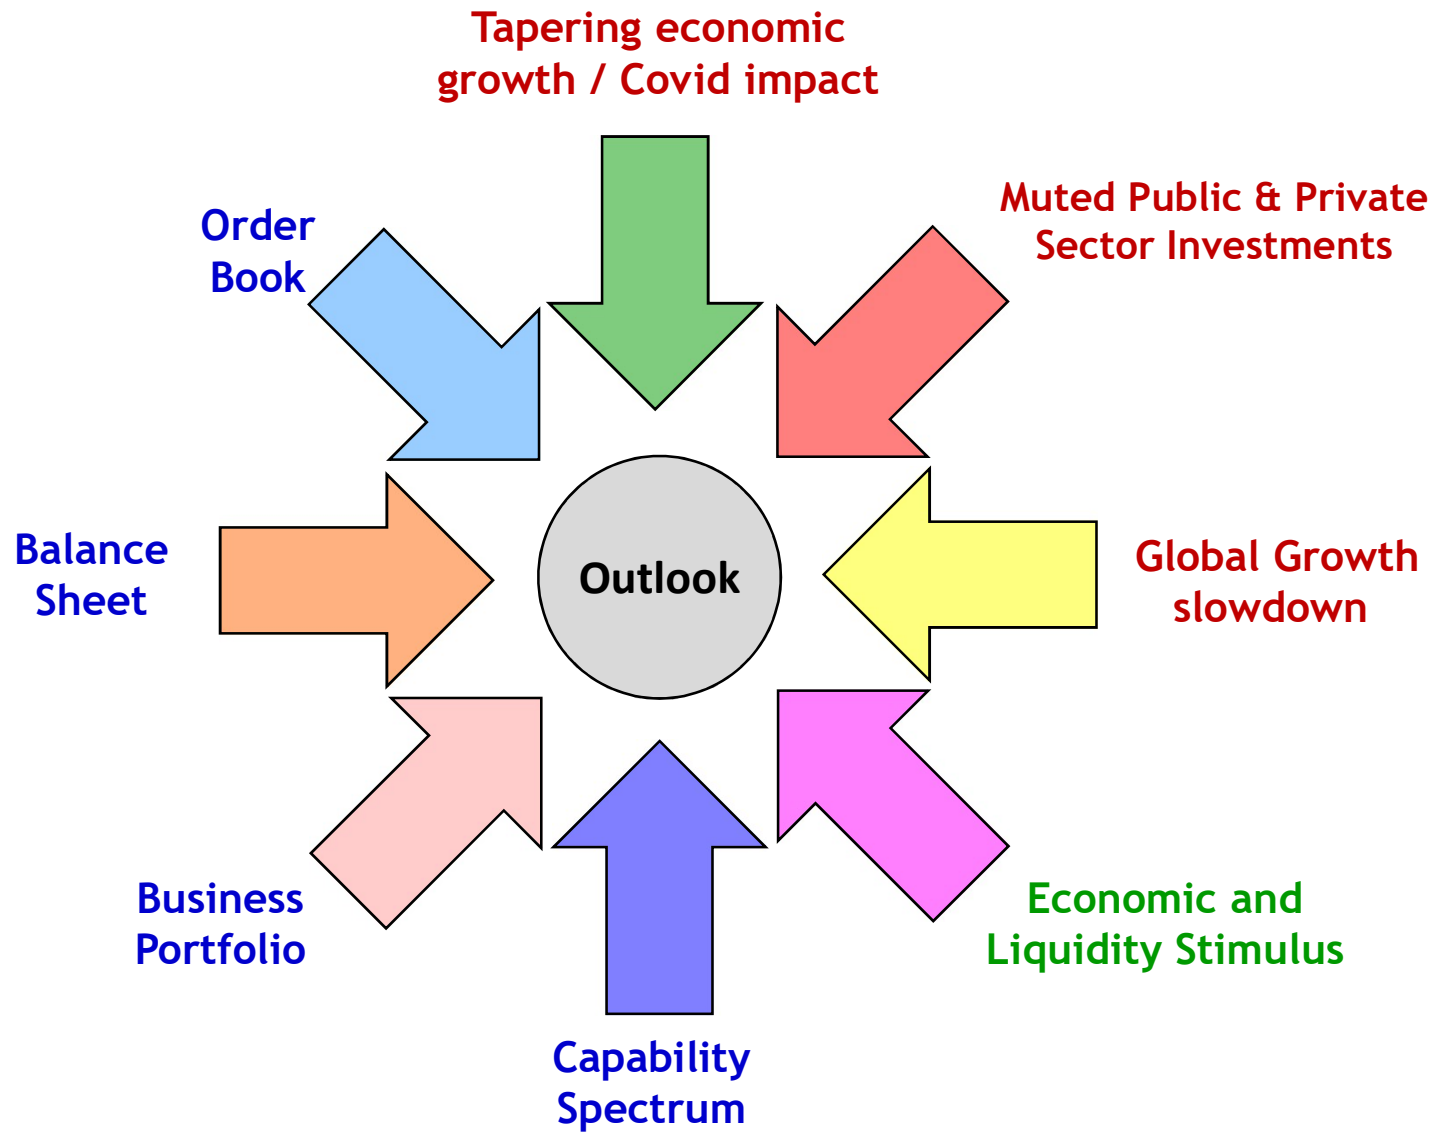 Tapering economic
growth / Covid impact
Muted Public & Private
Sector Investments
Order
Book
Balance
Sheet
Outlook
Global Growth
slowdown
Business
Portfolio
Economic and
Liquidity Stimulus
Capability
Spectrum